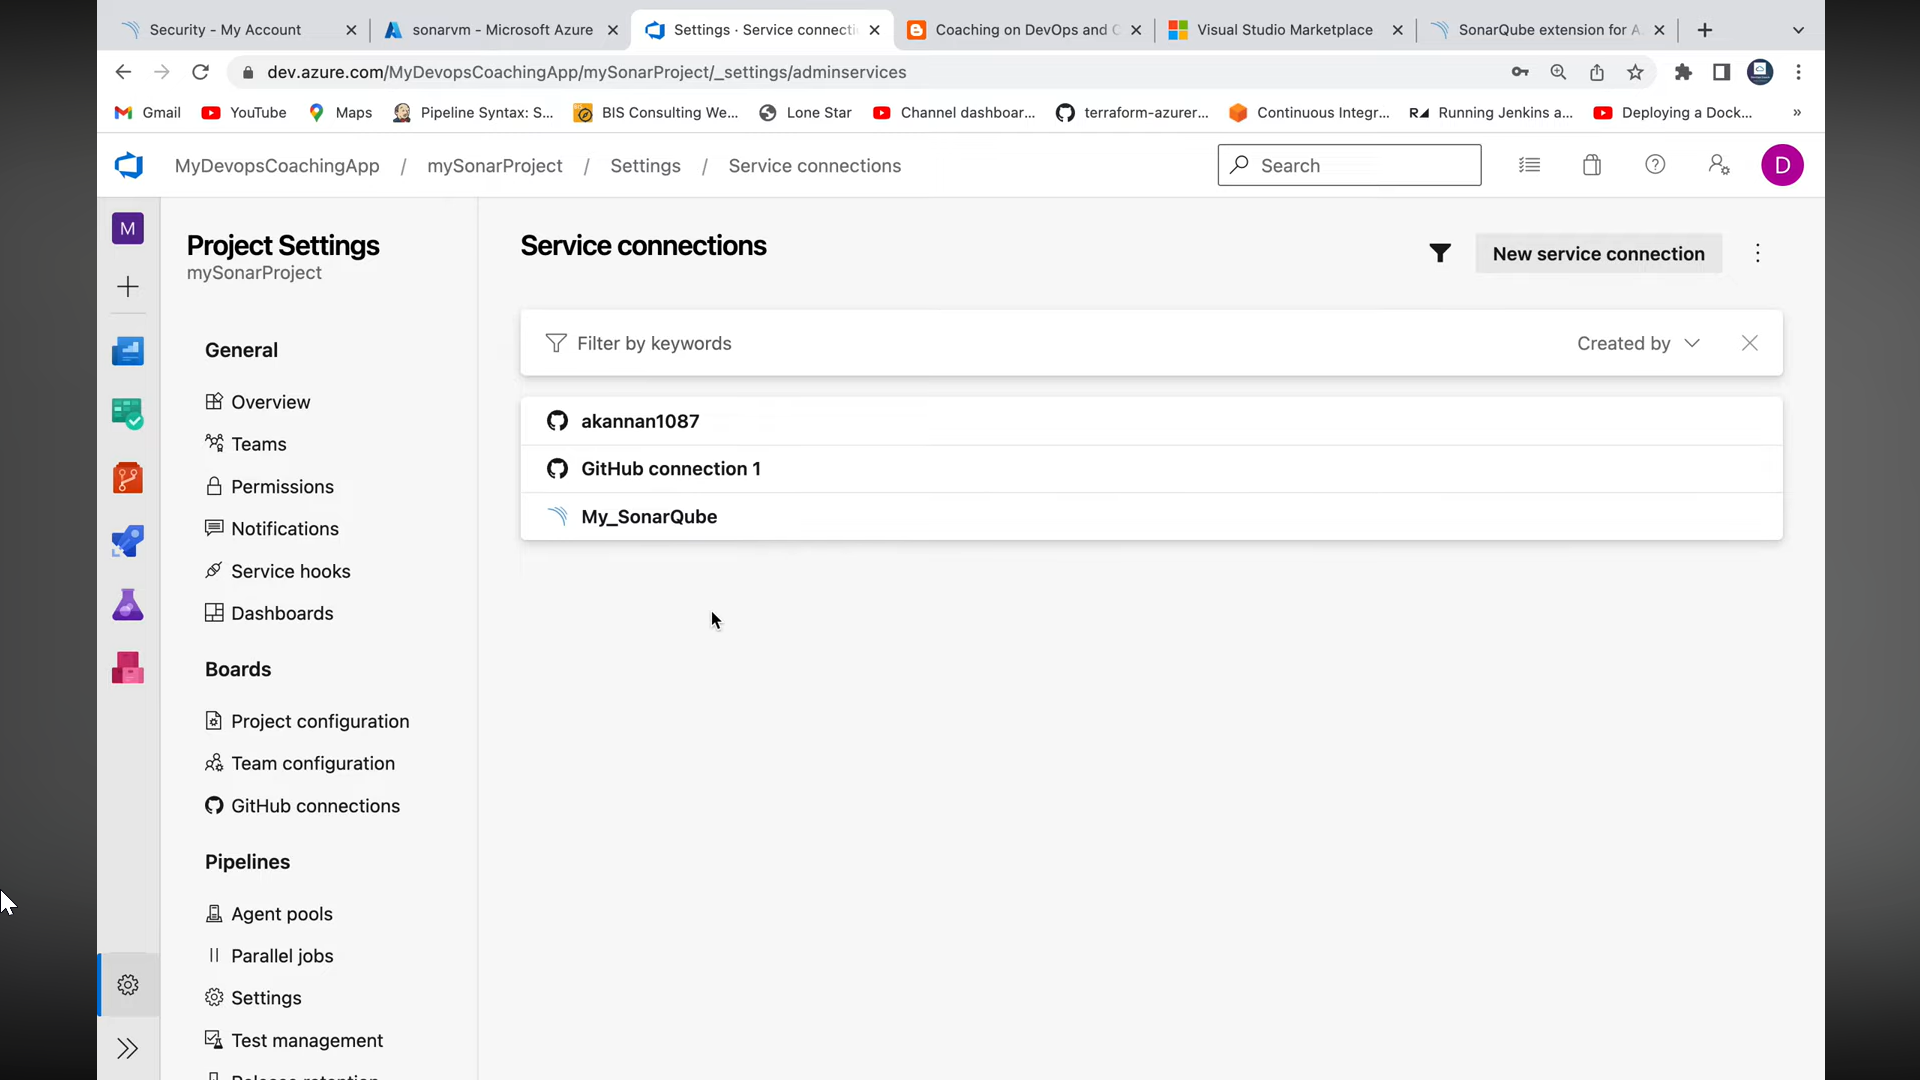 Security - My Account
sonarvm - Microsoft Azure
Settings · Service connecti
Coaching on DevOps and C
Visual Studio Marketplace
SonarQube extension for A
dev.azure.com/MyDevopsCoachingApp/mySonarProject/_settings/adminservices
Gmail
YouTube
Maps
Pipeline Syntax: S...
BIS Consulting We...
Lone Star
Channel dashboar...
terraform-azurer...
Continuous Integr...
Running Jenkins a...
Deploying a Dock...
MyDevopsCoachingApp / mySonarProject / Settings / Service connections
Search
D
M
Project Settings
mySonarProject
General
Overview
Teams
Permissions
Notifications
Service hooks
Dashboards
Boards
Project configuration
Team configuration
GitHub connections
Pipelines
Agent pools
Parallel jobs
Settings
Test management
Release retention
Service connections
New service connection
Filter by keywords
Created by
akannan1087
GitHub connection 1
My_SonarQube